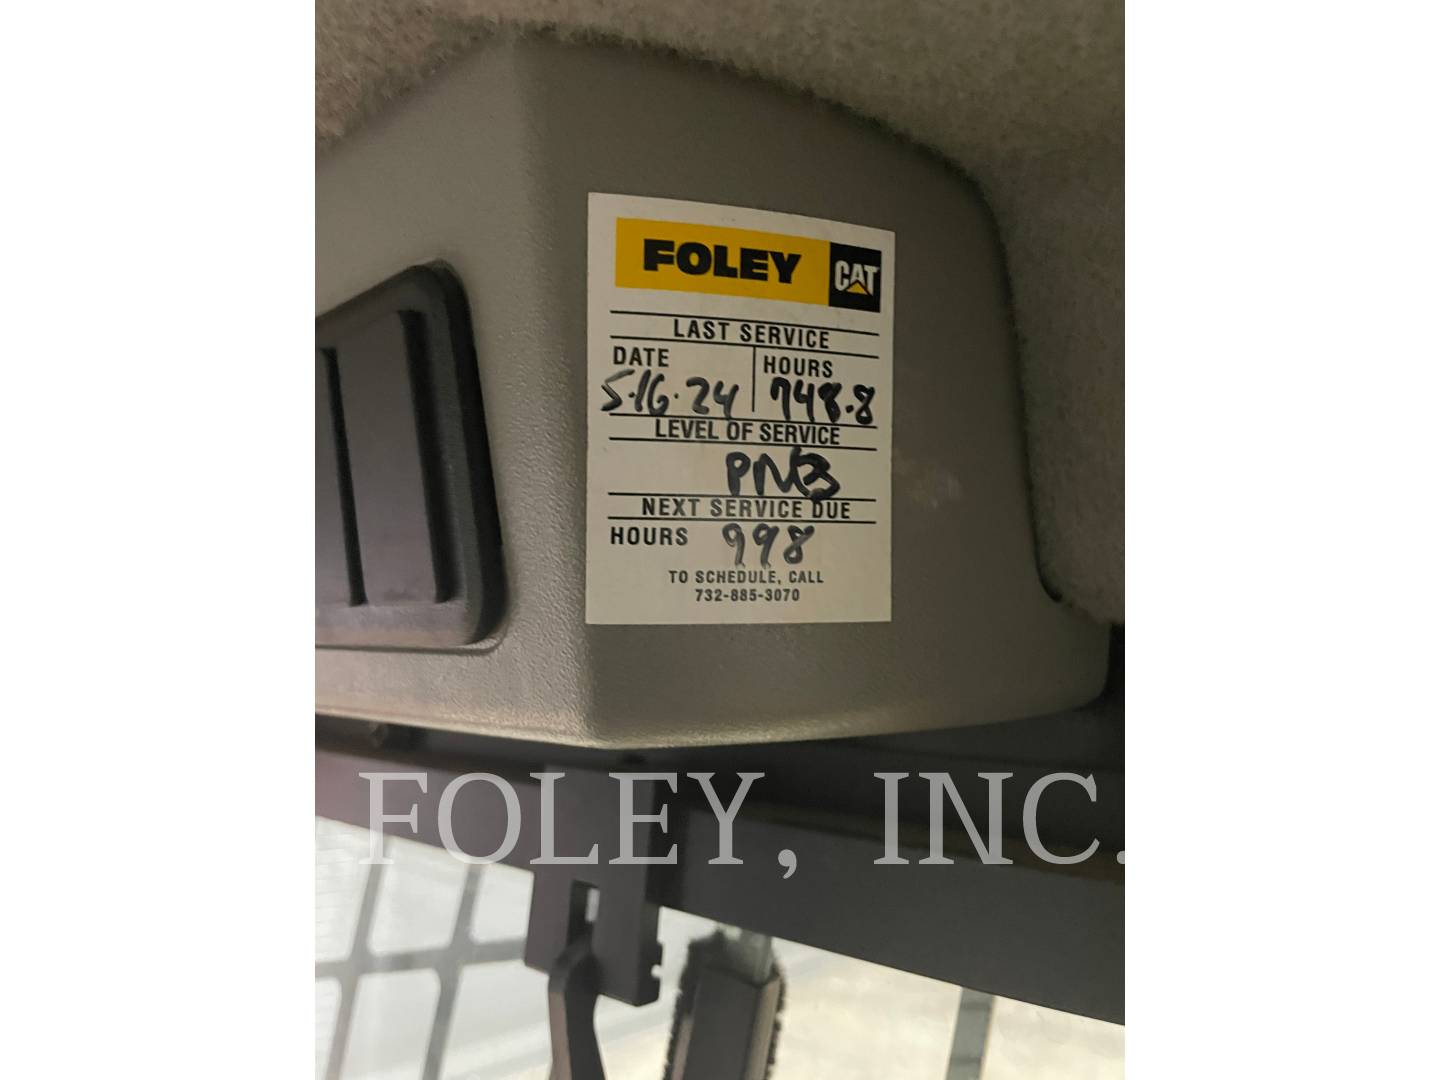 FOLEY CAT
LAST SERVICE
DATE HOURS
5.16.24 748.8
LEVEL OF SERVICE
NEXT SERVICE DUE
HOURS 998
TO SCHEDULE, CALL
732-885-3070
FOLEY, INC.